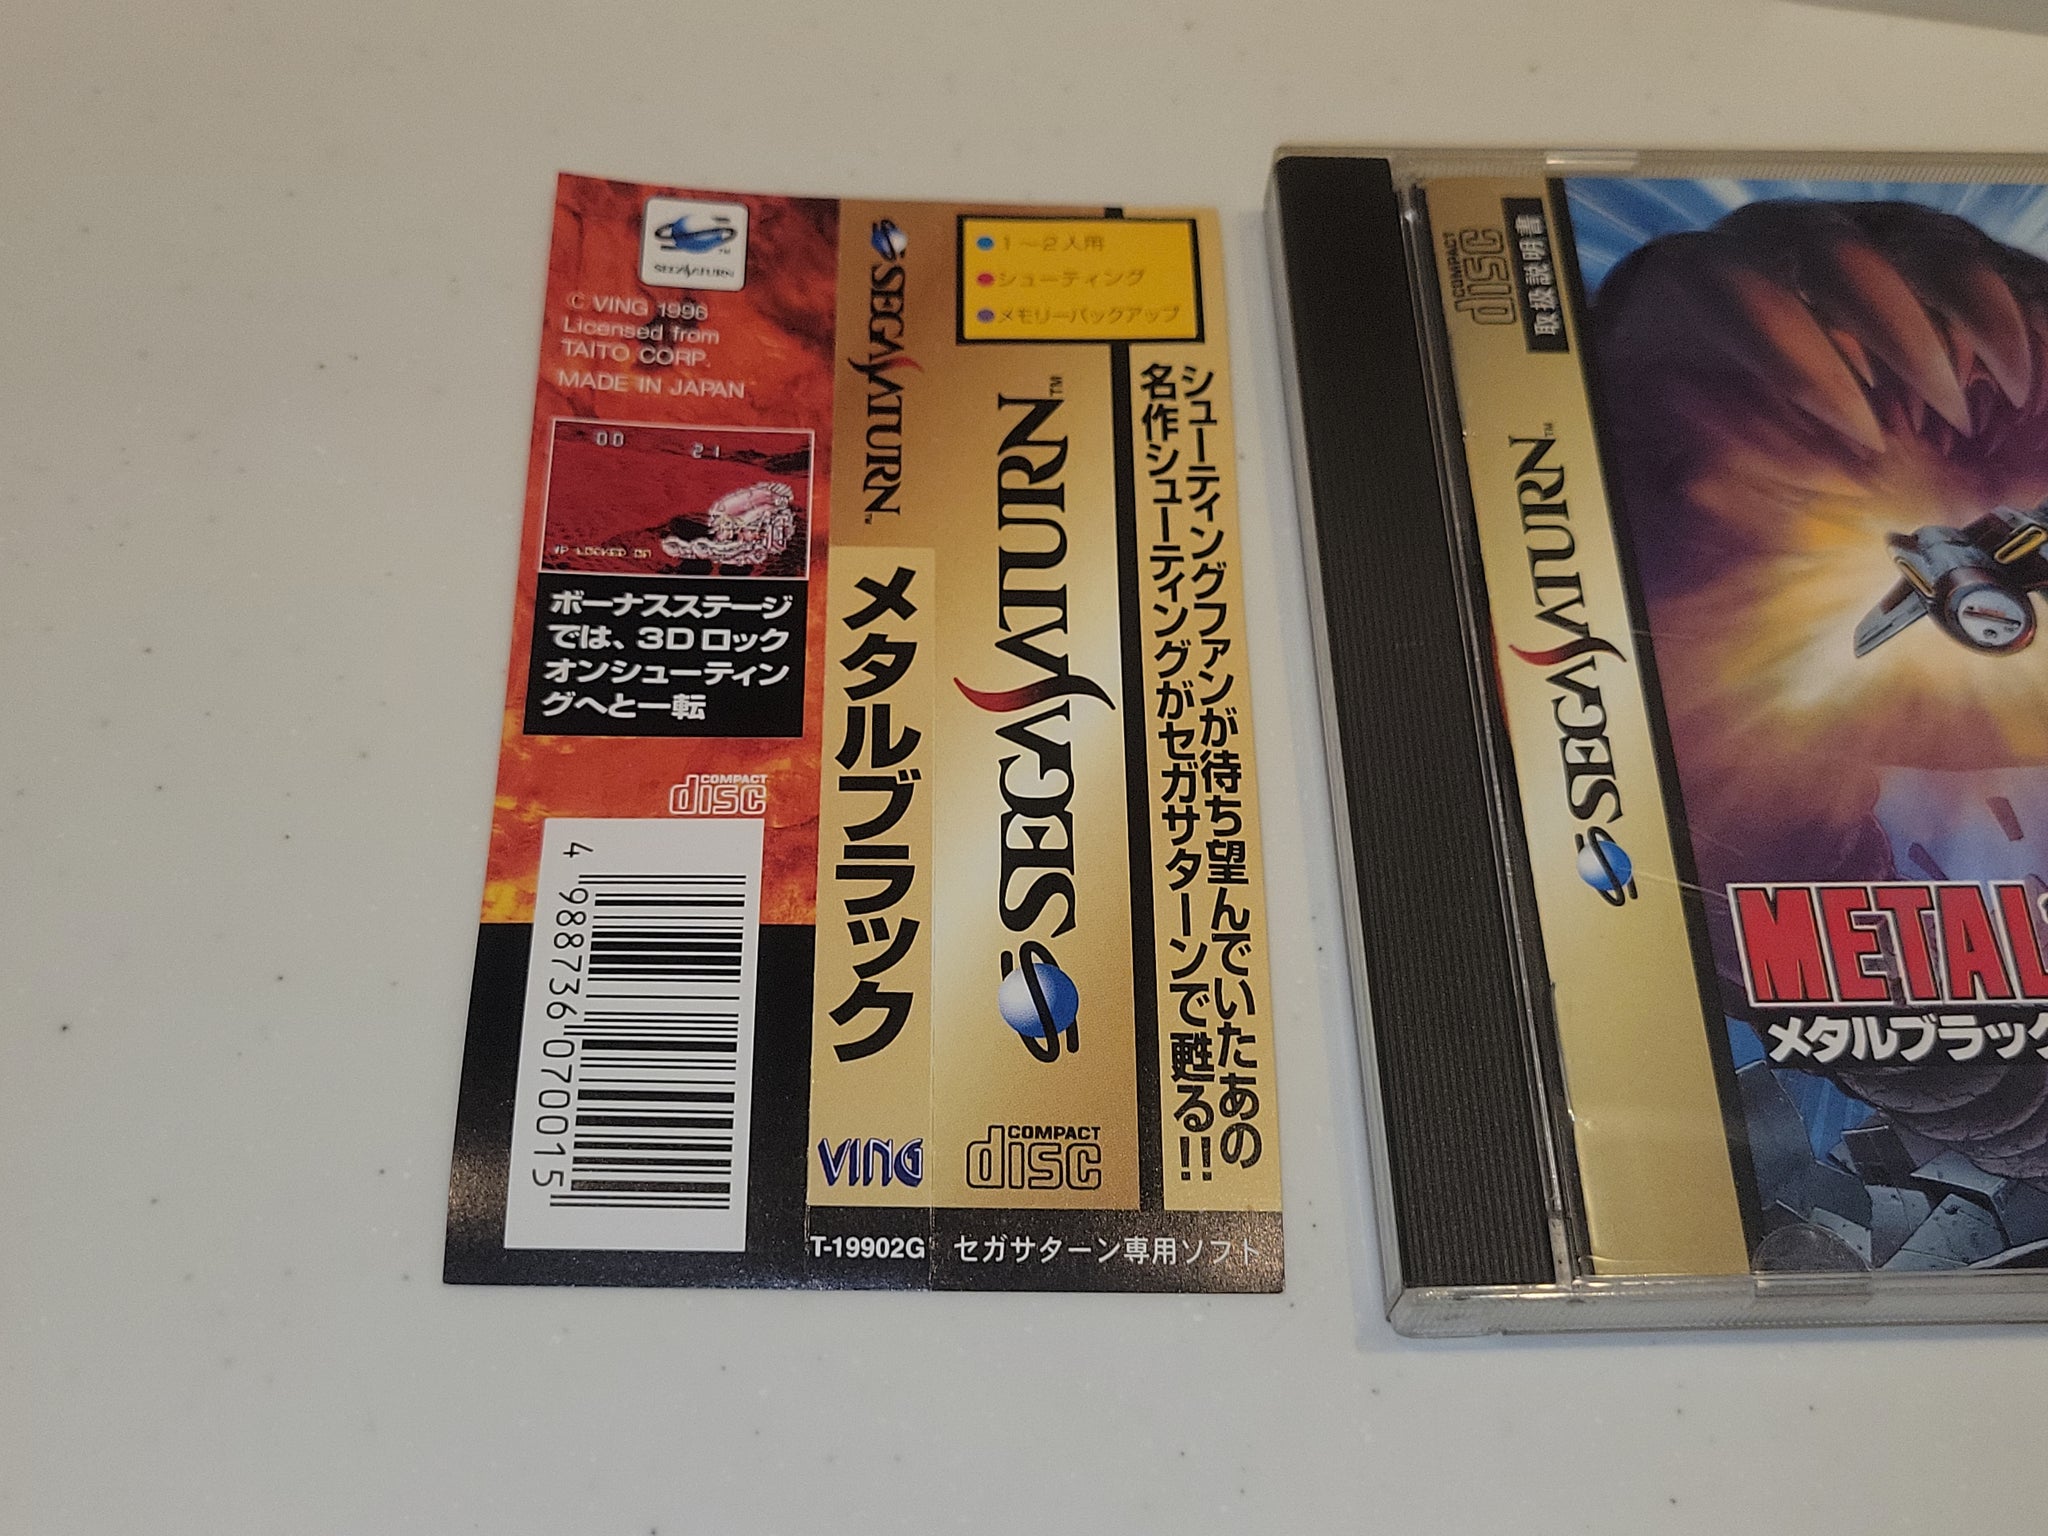 SEGA SATURN
© VING 1996
Licensed from
TAITO CORP.
MADE IN JAPAN
00
21
LOCKED ON
ボーナスステージ
では、3Dロック
オンシューティン
グへと一転
COMPACT
disc
4 988736 070015
SEGA SATURN™
メタルブラック
VING
T-19902G
1〜2人用
シューティング
メモリーバックアップ
SEGA SATURN™
COMPACT
disc
シューティングファンが待ち望んでいたあの
名作シューティングがセガサターンで甦る!!
セガサターン専用ソフト
COMPACT
disc
取扱説明書
SEGA SATURN™
METAL
メタルブラック